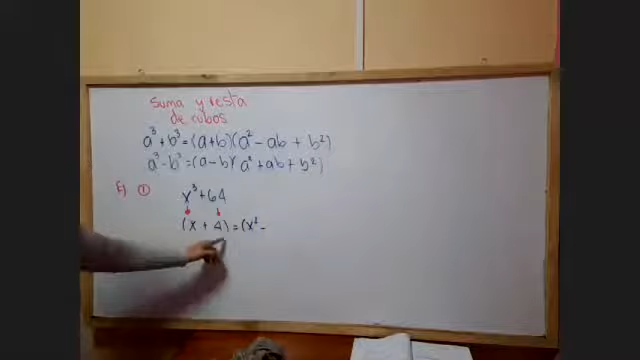 Suma y resta
de cubos
a³+b³=(a+b)(a²-ab+b²)
a³-b³=(a-b)(a²+ab+b²)
E) ① x³+64
(x+4)=(x²-